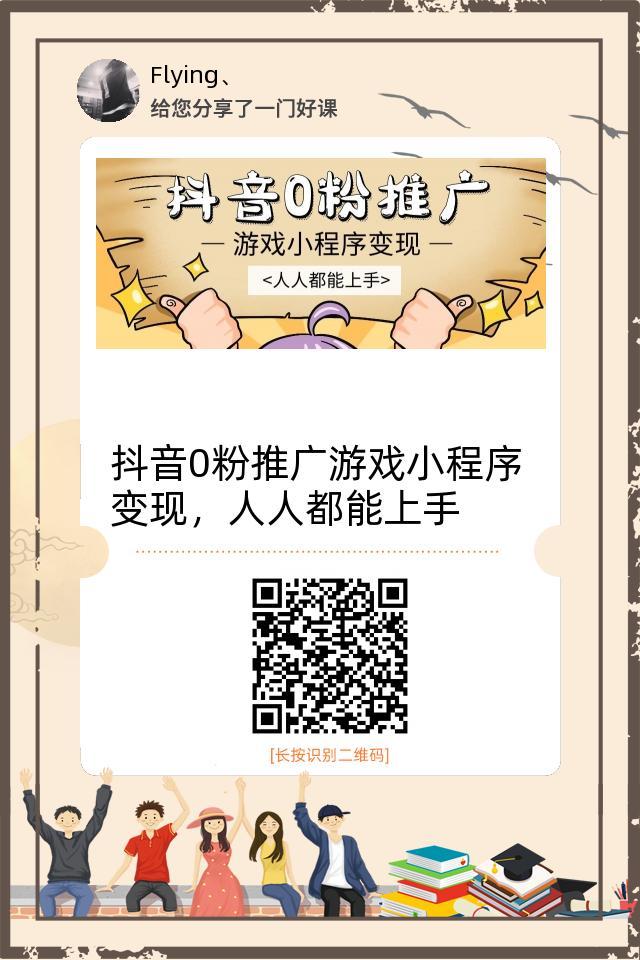 Flying、
给您分享了一门好课
抖音0粉推广
— 游戏小程序变现 —
<人人都能上手>
抖音0粉推广游戏小程序
变现，人人都能上手
[长按识别二维码]